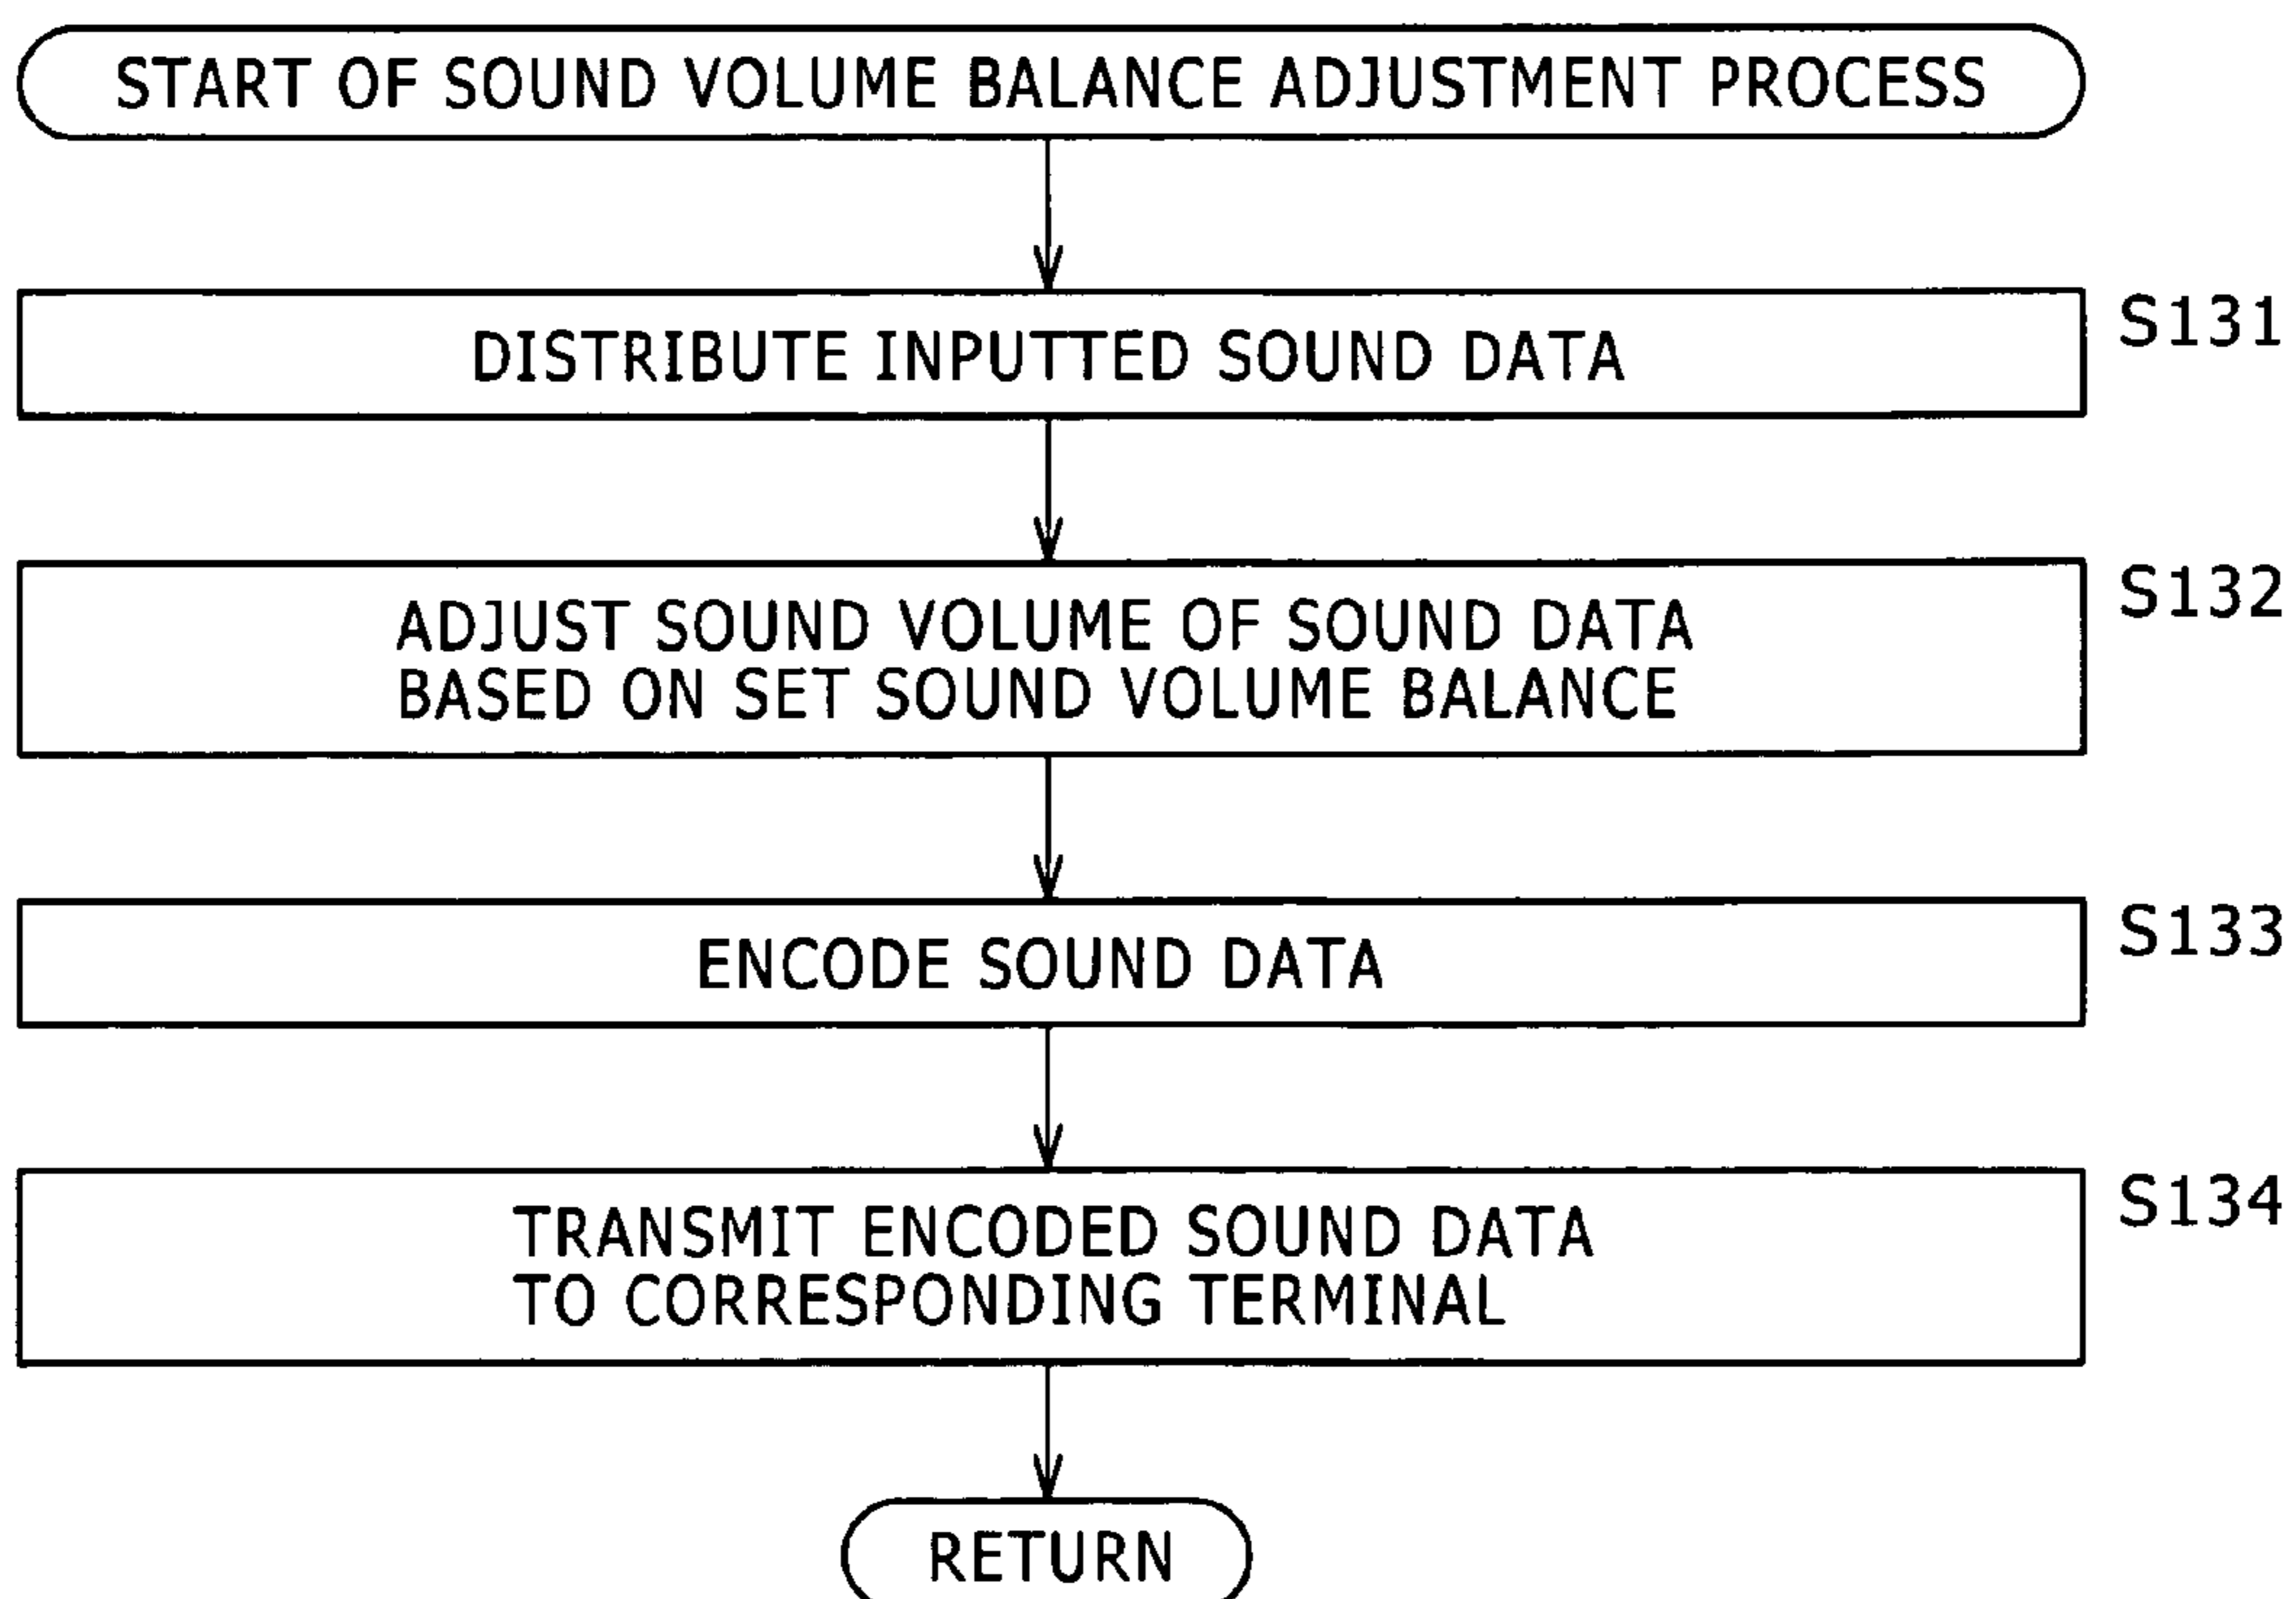 START OF SOUND VOLUME BALANCE ADJUSTMENT PROCESS
DISTRIBUTE INPUTTED SOUND DATA
S131
ADJUST SOUND VOLUME OF SOUND DATA
BASED ON SET SOUND VOLUME BALANCE
S132
ENCODE SOUND DATA
S133
TRANSMIT ENCODED SOUND DATA
TO CORRESPONDING TERMINAL
S134
RETURN